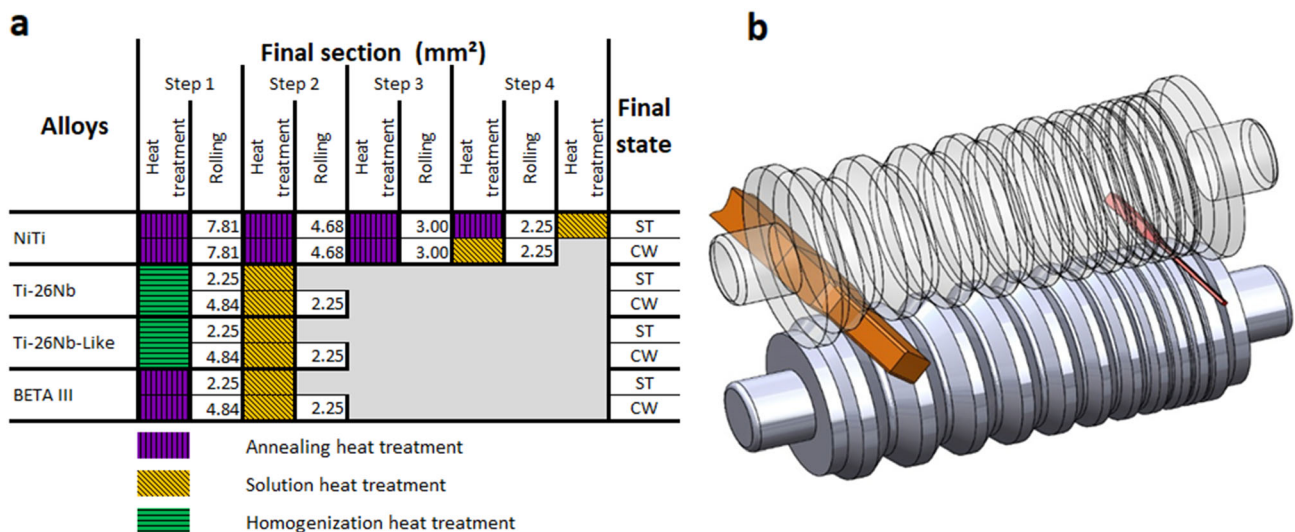 a
b
Final section (mm²)
Step 1 Step 2 Step 3 Step 4
Alloys
Heat treatment Rolling Heat treatment Rolling Heat treatment Rolling Heat treatment Rolling Heat treatment
Final
state
NiTi
7.81 4.68 3.00 2.25 ST
7.81 4.68 3.00 2.25 CW
Ti-26Nb
2.25 ST
4.84 2.25 CW
Ti-26Nb-Like
2.25 ST
4.84 2.25 CW
BETA III
2.25 ST
4.84 2.25 CW
Annealing heat treatment
Solution heat treatment
Homogenization heat treatment